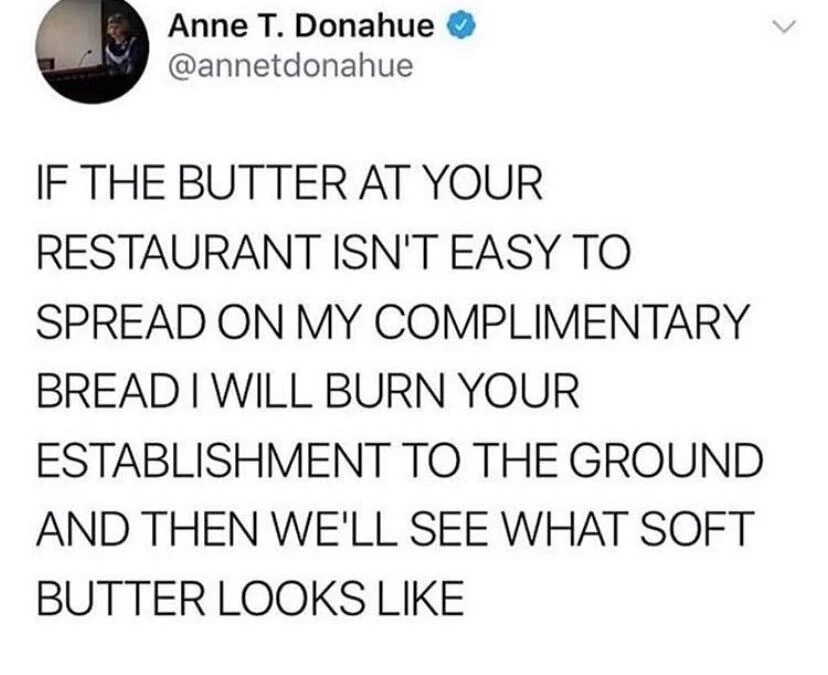 Anne T. Donahue
@annetdonahue
IF THE BUTTER AT YOUR
RESTAURANT ISN'T EASY TO
SPREAD ON MY COMPLIMENTARY
BREAD I WILL BURN YOUR
ESTABLISHMENT TO THE GROUND
AND THEN WE'LL SEE WHAT SOFT
BUTTER LOOKS LIKE